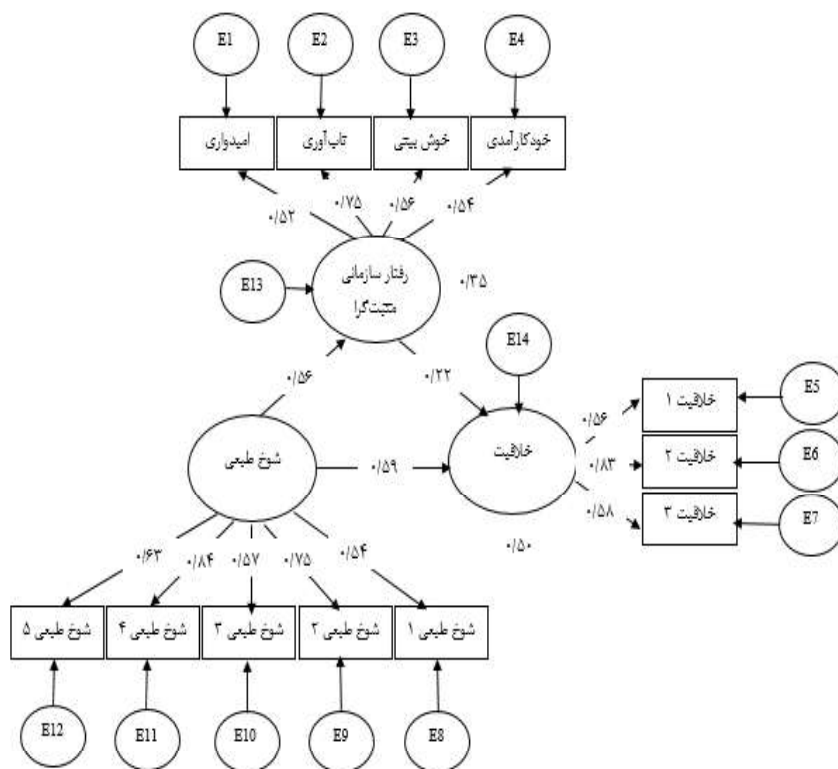 E1
E2
E3
E4
امیدواری
تاب‌آوری
خوش بینی
خودکارآمدی
۰/۵۲
۰/۷۵
۰/۵۶
۰/۵۴
E13
رفتار سازمانی
مثبت‌گرا
۰/۳۵
E14
۰/۵۶
۰/۲۲
شوخ طبعی
۰/۵۹
خلاقیت
۰/۵۰
۰/۵۶
۰/۸۳
۰/۵۸
خلاقیت ۱
خلاقیت ۲
خلاقیت ۳
E5
E6
E7
۰/۶۳
۰/۸۴
۰/۵۷
۰/۷۵
۰/۵۴
شوخ طبعی ۵
شوخ طبعی ۴
شوخ طبعی ۳
شوخ طبعی ۲
شوخ طبعی ۱
E12
E11
E10
E9
E8